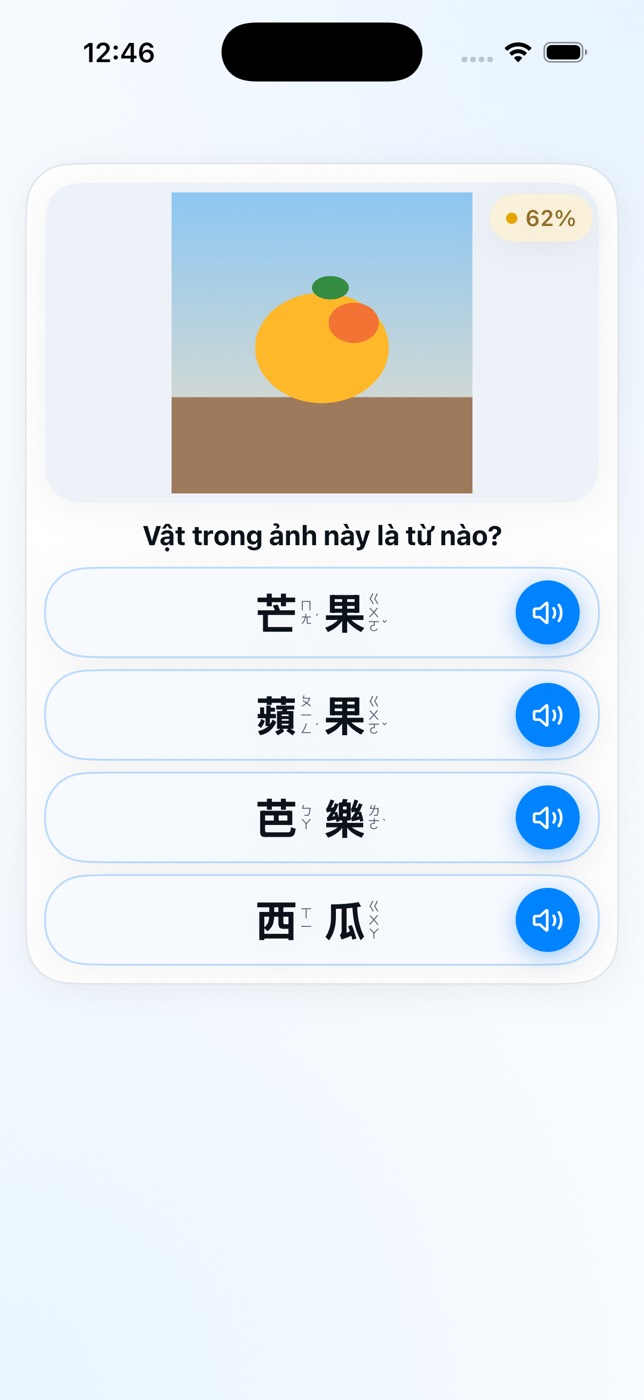 12:46
62%
Vật trong ảnh này là từ nào?
芒ㄇㄤˊ果ㄍㄨㄛˇ
蘋ㄆㄧㄥˊ果ㄍㄨㄛˇ
芭ㄅㄚ樂ㄌㄜˋ
西ㄒㄧ瓜ㄍㄨㄚ